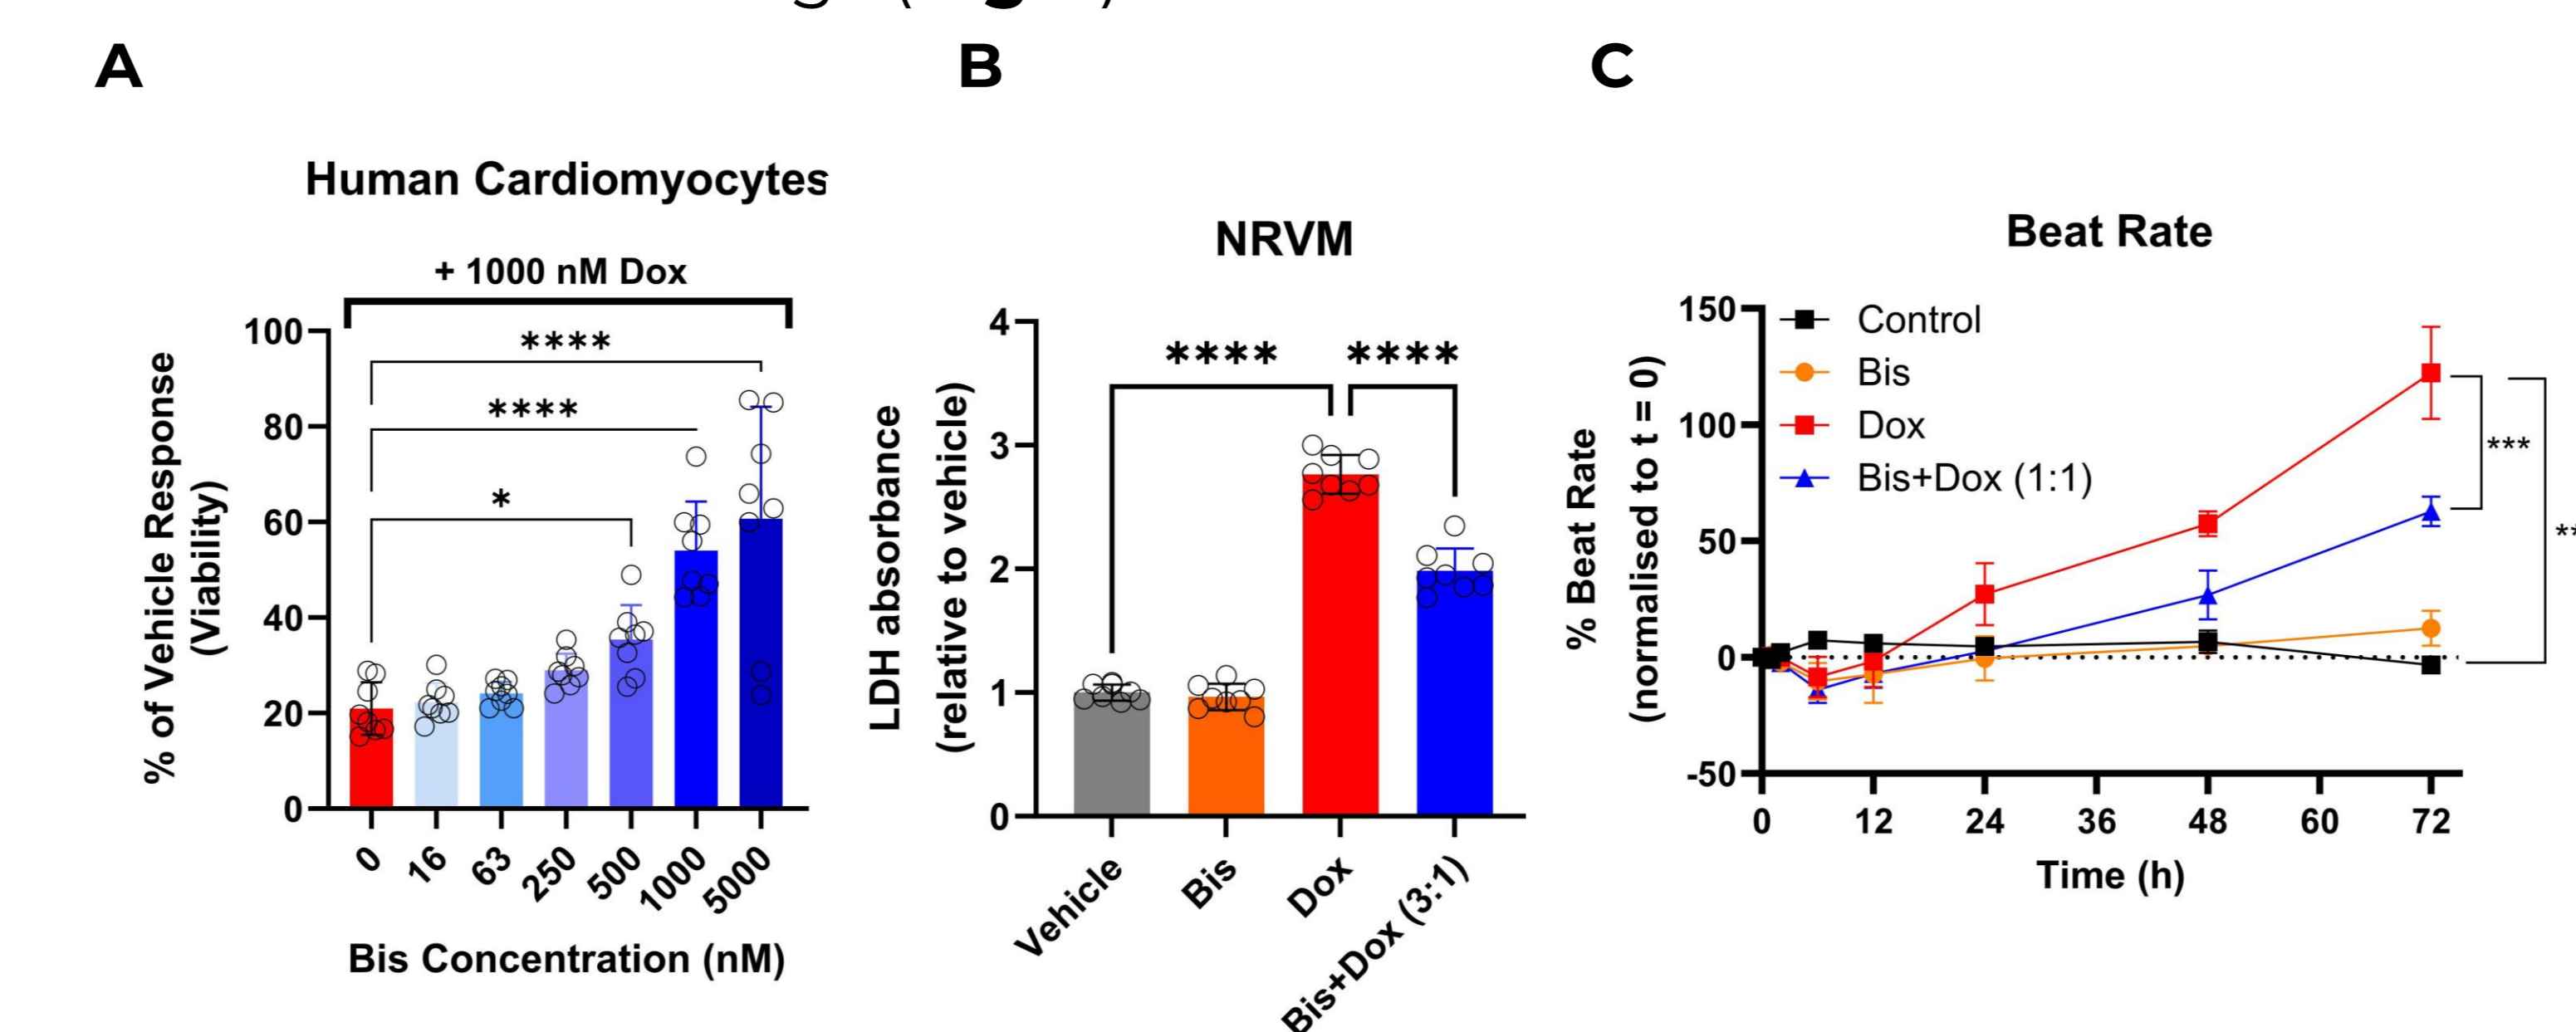 A
B
C
Human Cardiomyocytes
+ 1000 nM Dox
****
****
*
% of Vehicle Response
(Viability)
100
80
60
40
20
0
0
16
63
250
500
1000
5000
Bis Concentration (nM)
NRVM
****
****
LDH absorbance
(relative to vehicle)
4
3
2
1
0
Vehicle
Bis
Dox
Bis+Dox (3:1)
Beat Rate
% Beat Rate
(normalised to t = 0)
150
100
50
0
-50
Control
Bis
Dox
Bis+Dox (1:1)
***
0
12
24
36
48
60
72
Time (h)